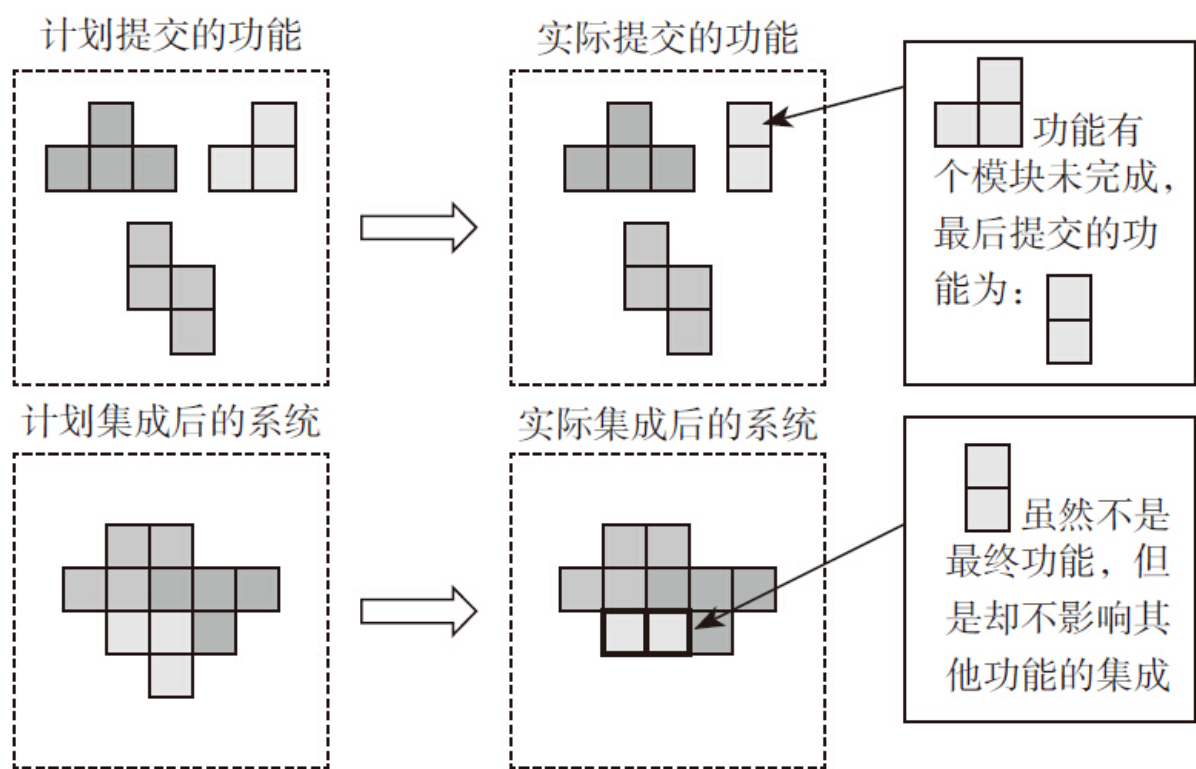 计划提交的功能
实际提交的功能
功能有
个模块未完成，
最后提交的功
能为：
计划集成后的系统
实际集成后的系统
虽然不是
最终功能，但
是却不影响其
他功能的集成